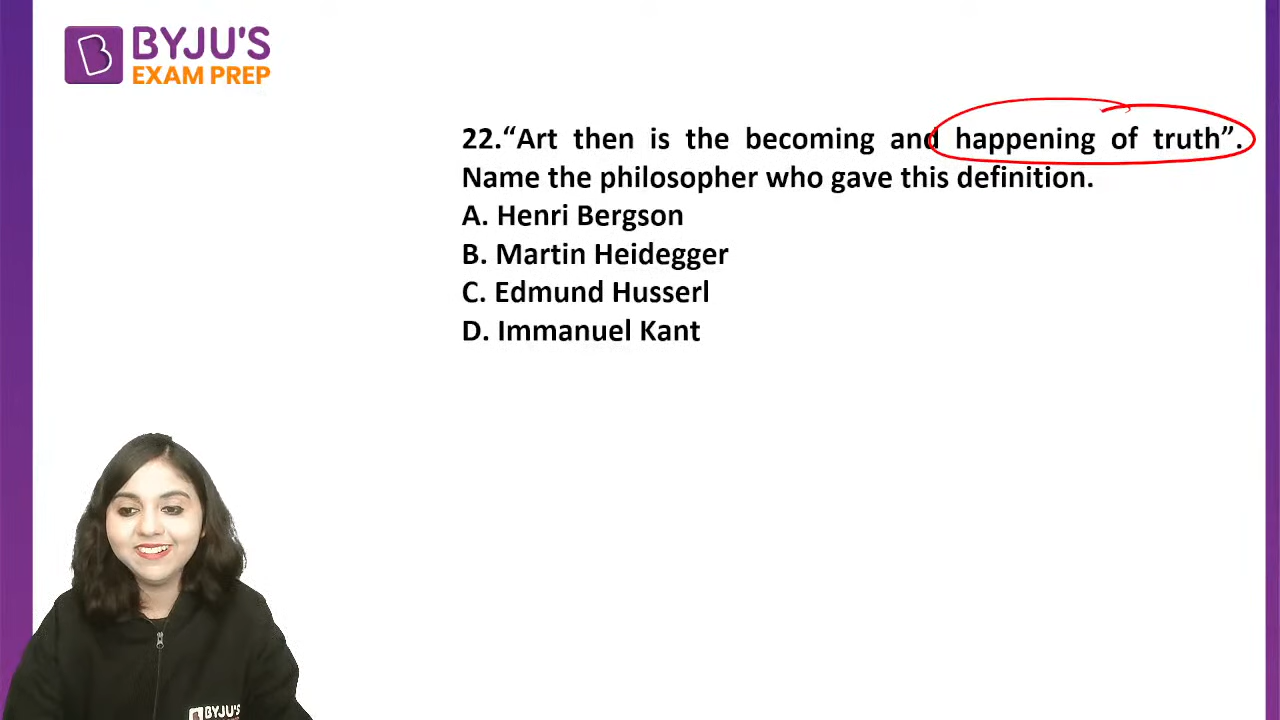 BYJU'S
EXAM PREP
22.“Art then is the becoming and happening of truth”.
Name the philosopher who gave this definition.
A. Henri Bergson
B. Martin Heidegger
C. Edmund Husserl
D. Immanuel Kant
BYJU'S